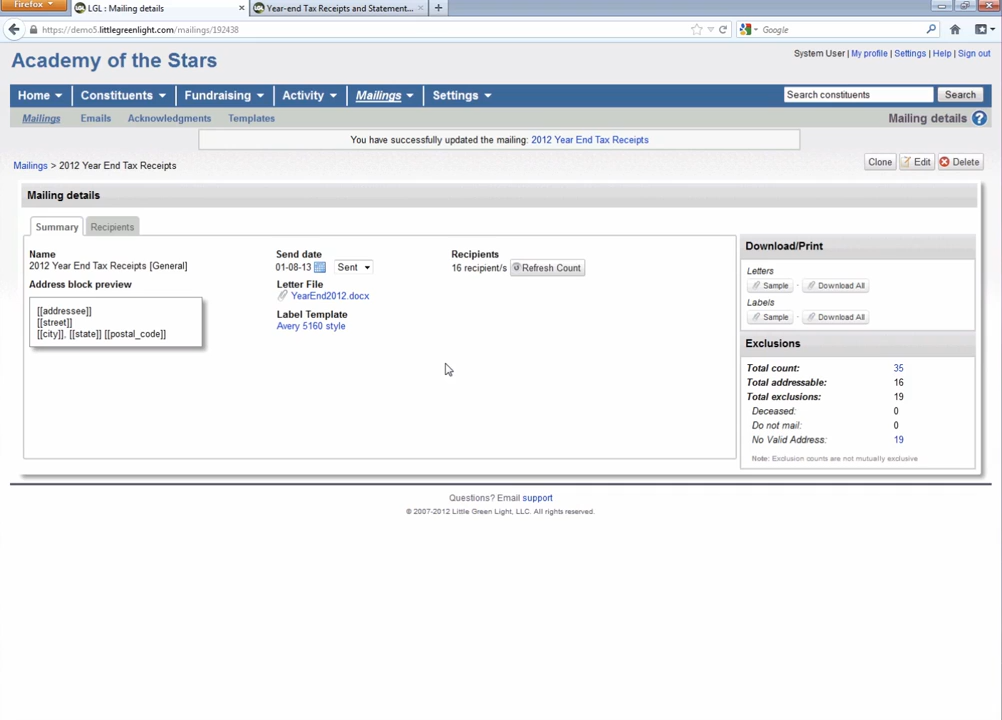 Firefox
LGL : Mailing details
Year-end Tax Receipts and Statement...
https://demo5.littlegreenlight.com/mailings/192438
Google
Academy of the Stars
System User | My profile | Settings | Help | Sign out
Home Constituents Fundraising Activity Mailings Settings
Search constituents Search
Mailings Emails Acknowledgments Templates
Mailing details ?
You have successfully updated the mailing: 2012 Year End Tax Receipts
Mailings > 2012 Year End Tax Receipts
Clone Edit Delete
Mailing details
Summary Recipients
Name
2012 Year End Tax Receipts [General]
Address block preview
[[addressee]]
[[street]]
[[city]], [[state]] [[postal_code]]
Send date
01-08-13 Sent
Letter File
YearEnd2012.docx
Label Template
Avery 5160 style
Recipients
16 recipient/s Refresh Count
Download/Print
Letters
Sample - Download All
Labels
Sample - Download All
Exclusions
Total count: 35
Total addressable: 16
Total exclusions: 19
Deceased: 0
Do not mail: 0
No Valid Address: 19
Note: Exclusion counts are not mutually exclusive
Questions? Email support
© 2007-2012 Little Green Light, LLC. All rights reserved.